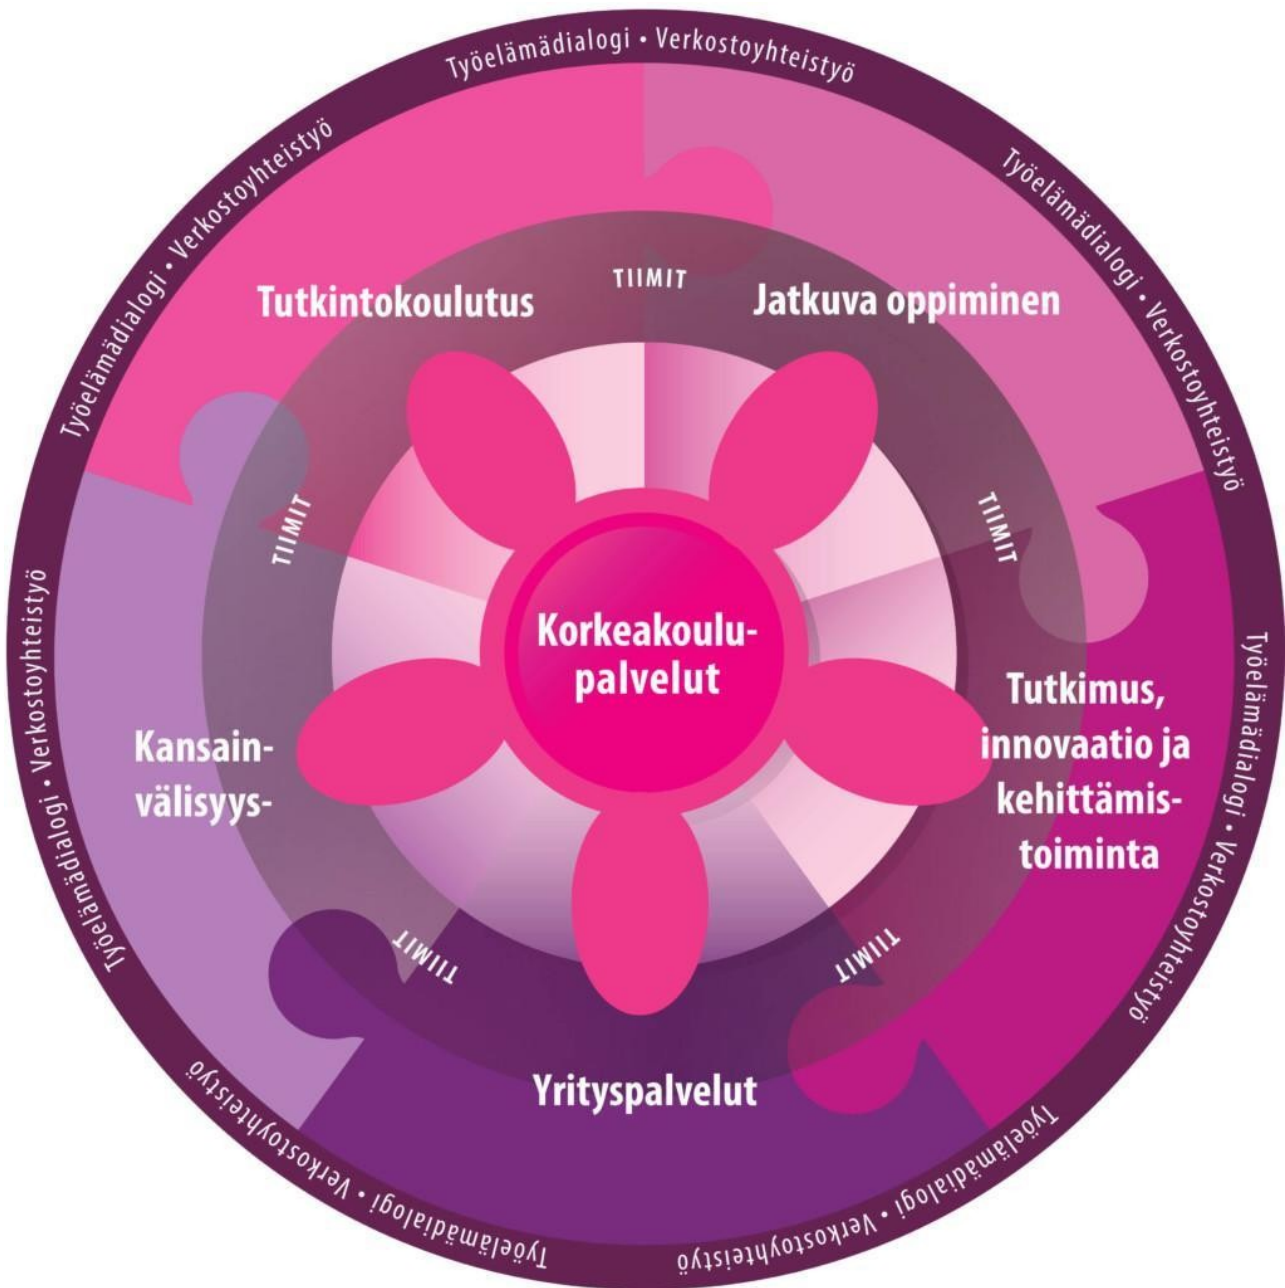 Työelämädialogi • Verkostoyhteistyö
Työelämädialogi • Verkostoyhteistyö
Työelämädialogi • Verkostoyhteistyö
Työelämädialogi • Verkostoyhteistyö
Työelämädialogi • Verkostoyhteistyö
Työelämädialogi • Verkostoyhteistyö
Työelämädialogi • Verkostoyhteistyö
TIIMIT
Tutkintokoulutus
Jatkuva oppiminen
TIIMIT
TIIMIT
Korkeakoulu-
palvelut
Kansain-
välisyys-
Tutkimus,
innovaatio ja
kehittämis-
toiminta
TIIMIT
TIIMIT
Yrityspalvelut